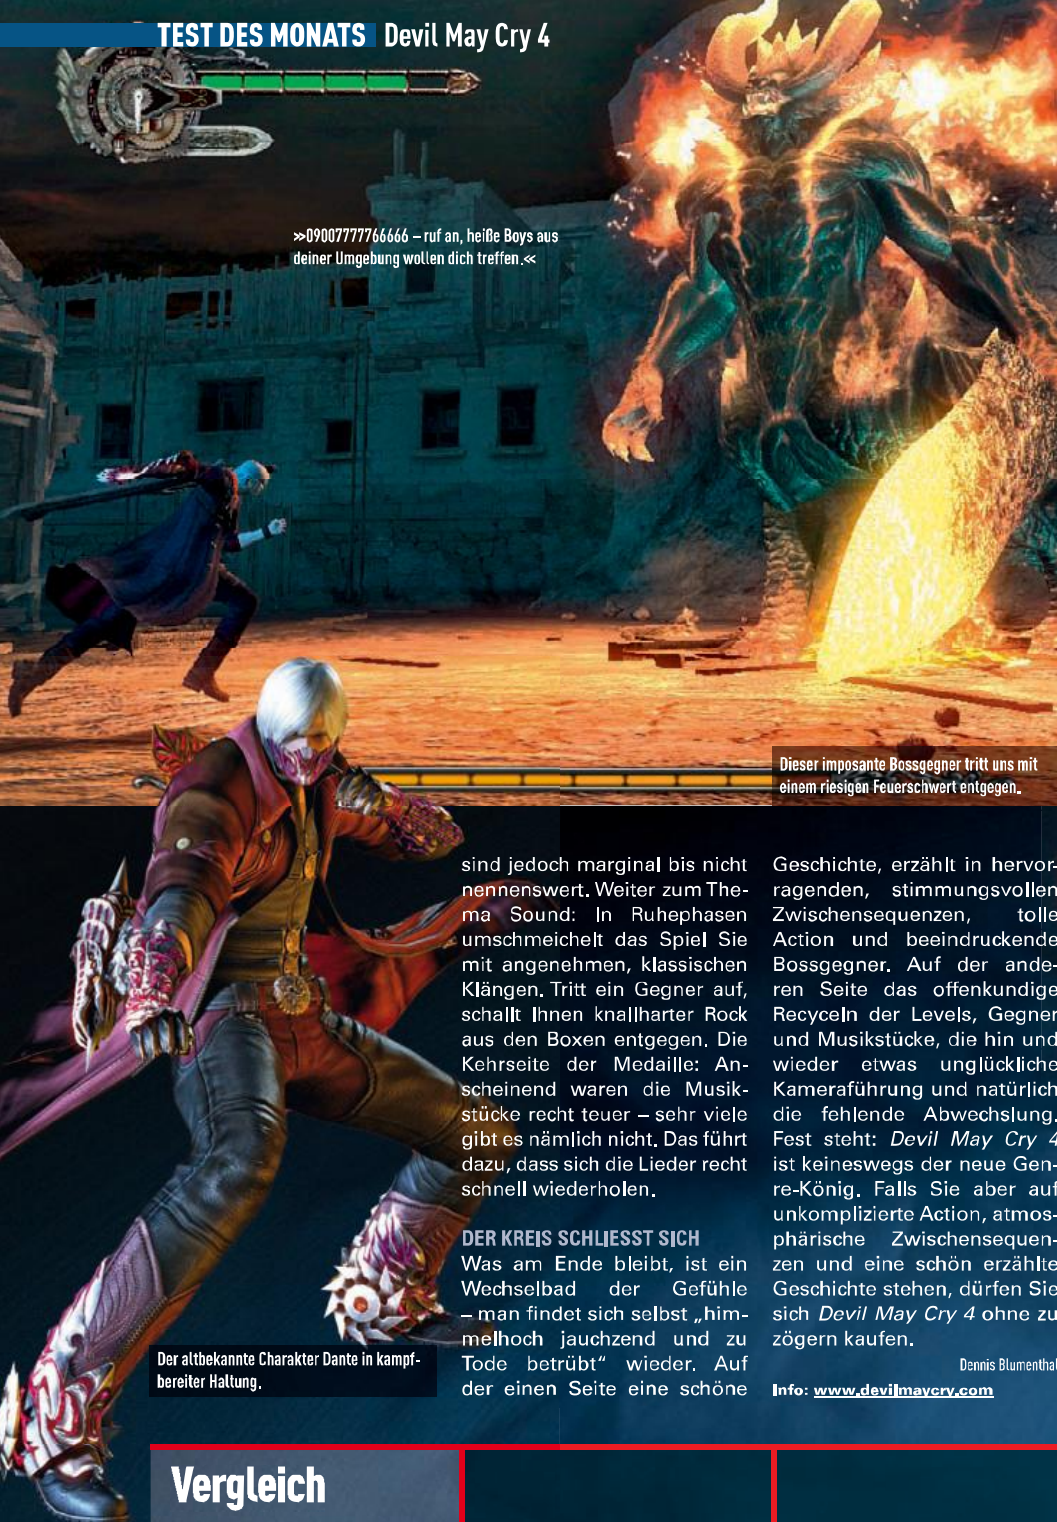 TEST DES MONATS Devil May Cry 4
»09007777766666 – ruf an, heiße Boys aus
deiner Umgebung wollen dich treffen.«
Dieser imposante Bossgegner tritt uns mit
einem riesigen Feuerschwert entgegen.
sind jedoch marginal bis nicht
nennenswert. Weiter zum The-
ma Sound: In Ruhephasen
umschmeichelt das Spiel Sie
mit angenehmen, klassischen
Klängen. Tritt ein Gegner auf,
schallt Ihnen knallharter Rock
aus den Boxen entgegen. Die
Kehrseite der Medaille: An-
scheinend waren die Musik-
stücke recht teuer – sehr viele
gibt es nämlich nicht. Das führt
dazu, dass sich die Lieder recht
schnell wiederholen.
DER KREIS SCHLIESST SICH
Was am Ende bleibt, ist ein
Wechselbad der Gefühle
– man findet sich selbst „him-
melhoch jauchzend und zu
Tode betrübt“ wieder. Auf
der einen Seite eine schöne
Geschichte, erzählt in hervor-
ragenden, stimmungsvollen
Zwischensequenzen, tolle
Action und beeindruckende
Bossgegner. Auf der ande-
ren Seite das offenkundige
Recyceln der Levels, Gegner
und Musikstücke, die hin und
wieder etwas unglückliche
Kameraführung und natürlich
die fehlende Abwechslung.
Fest steht: Devil May Cry 4
ist keineswegs der neue Gen-
re-König. Falls Sie aber auf
unkomplizierte Action, atmos-
phärische Zwischensequen-
zen und eine schön erzählte
Geschichte stehen, dürfen Sie
sich Devil May Cry 4 ohne zu
zögern kaufen.
Dennis Blumenthal
Info: www.devilmaycry.com
Der altbekannte Charakter Dante in kampf-
bereiter Haltung.
Vergleich